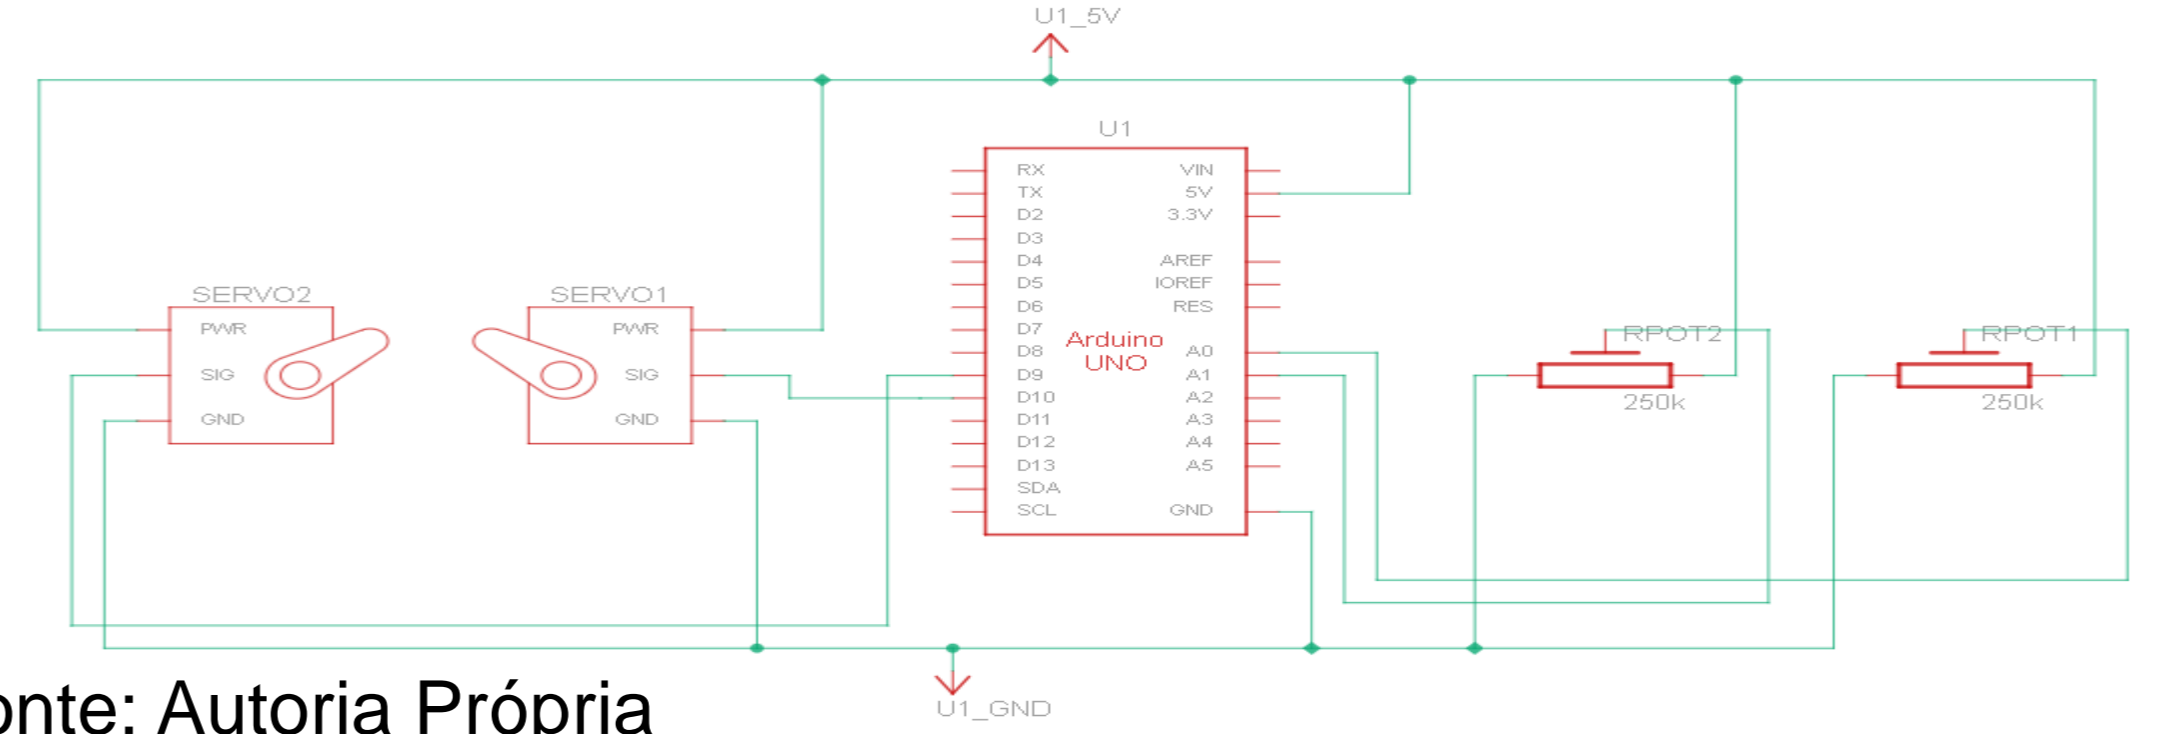 U1_5V
U1
RX
TX
D2
D3
D4
D5
D6
D7
D8
D9
D10
D11
D12
D13
SDA
SCL
VIN
5V
3.3V
AREF
IOREF
RES
A0
A1
A2
A3
A4
A5
GND
Arduino
UNO
SERVO2
PWR
SIG
GND
SERVO1
PWR
SIG
GND
RPOT2
250k
RPOT1
250k
U1_GND
onte: Autoria Própria